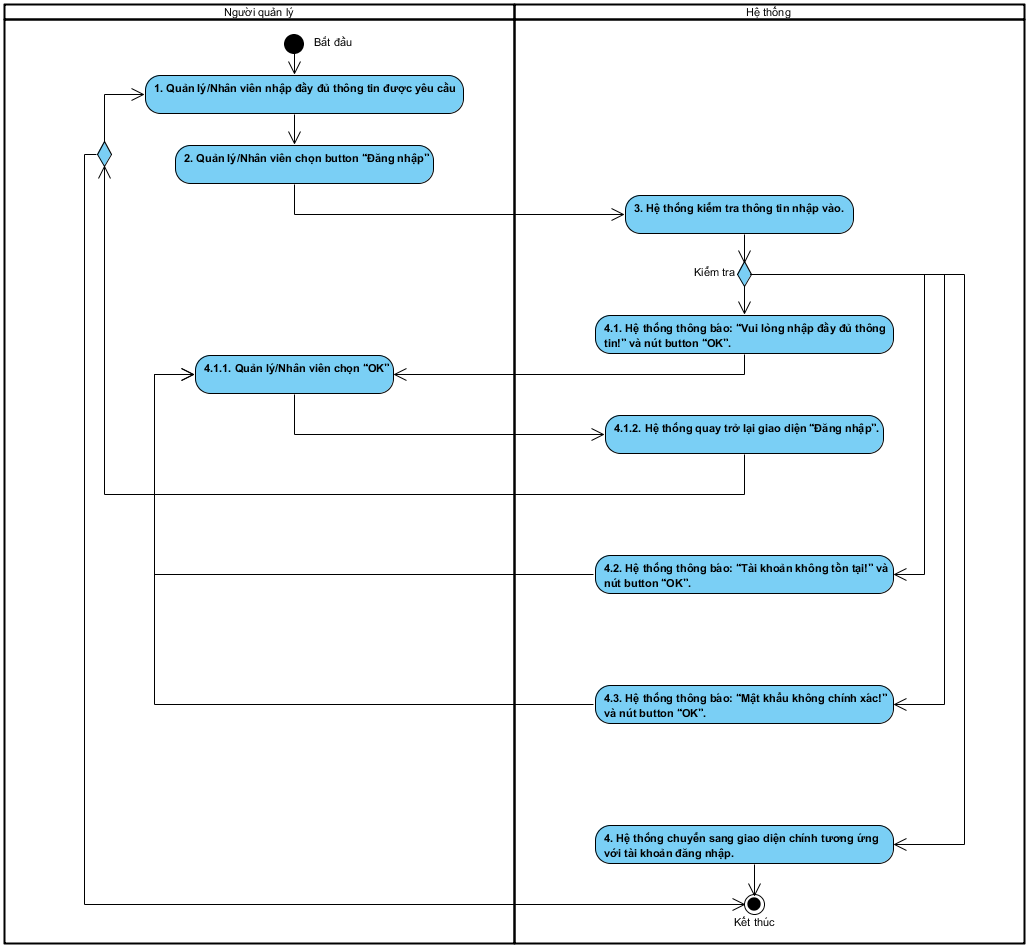 Người quản lý
Hệ thống
Bắt đầu
1. Quản lý/Nhân viên nhập đầy đủ thông tin được yêu cầu
2. Quản lý/Nhân viên chọn button “Đăng nhập”
3. Hệ thống kiểm tra thông tin nhập vào.
Kiểm tra
4.1. Hệ thống thông báo: “Vui lòng nhập đầy đủ thông
tin!” và nút button “OK”.
4.1.1. Quản lý/Nhân viên chọn “OK”
4.1.2. Hệ thống quay trở lại giao diện “Đăng nhập”.
4.2. Hệ thống thông báo: “Tài khoản không tồn tại!” và
nút button “OK”.
4.3. Hệ thống thông báo: “Mật khẩu không chính xác!”
và nút button “OK”.
4. Hệ thống chuyển sang giao diện chính tương ứng
với tài khoản đăng nhập.
Kết thúc